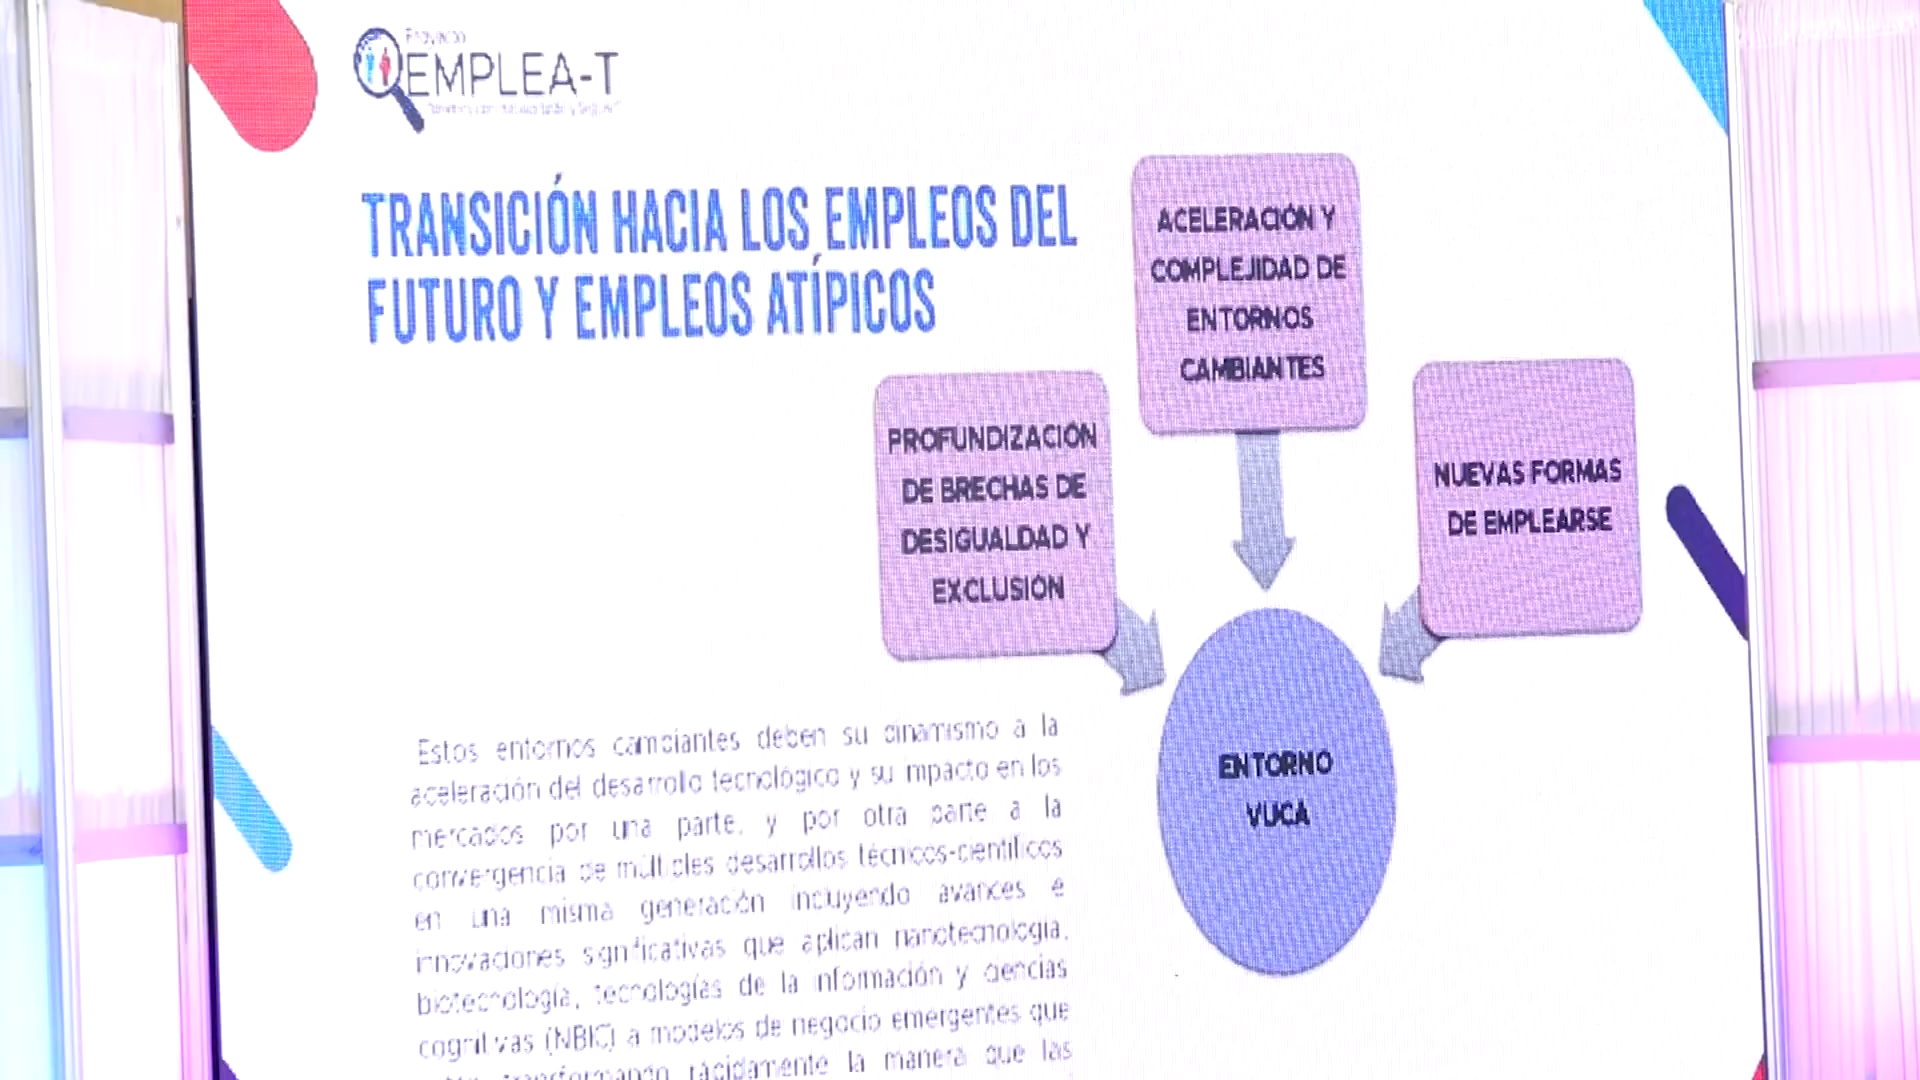 Proyecto
EMPLEA-T
TRANSICIÓN HACIA LOS EMPLEOS DEL
FUTURO Y EMPLEOS ATÍPICOS
ACELERACIÓN Y
COMPLEJIDAD DE
ENTORNOS
CAMBIANTES
PROFUNDIZACIÓN
DE BRECHAS DE
DESIGUALDAD Y
EXCLUSIÓN
NUEVAS FORMAS
DE EMPLEARSE
ENTORNO
VUCA
Estos entornos cambiantes deben su dinamismo a la
aceleración del desarrollo tecnológico y su impacto en los
mercados por una parte, y por otra parte a la
convergencia de múltiples desarrollos técnicos-científicos
en una misma generación incluyendo avances e
innovaciones significativas que aplican nanotecnología,
biotecnología, tecnologías de la información y ciencias
cognitivas (NBIC) a modelos de negocio emergentes que
transformando rápidamente la manera que las